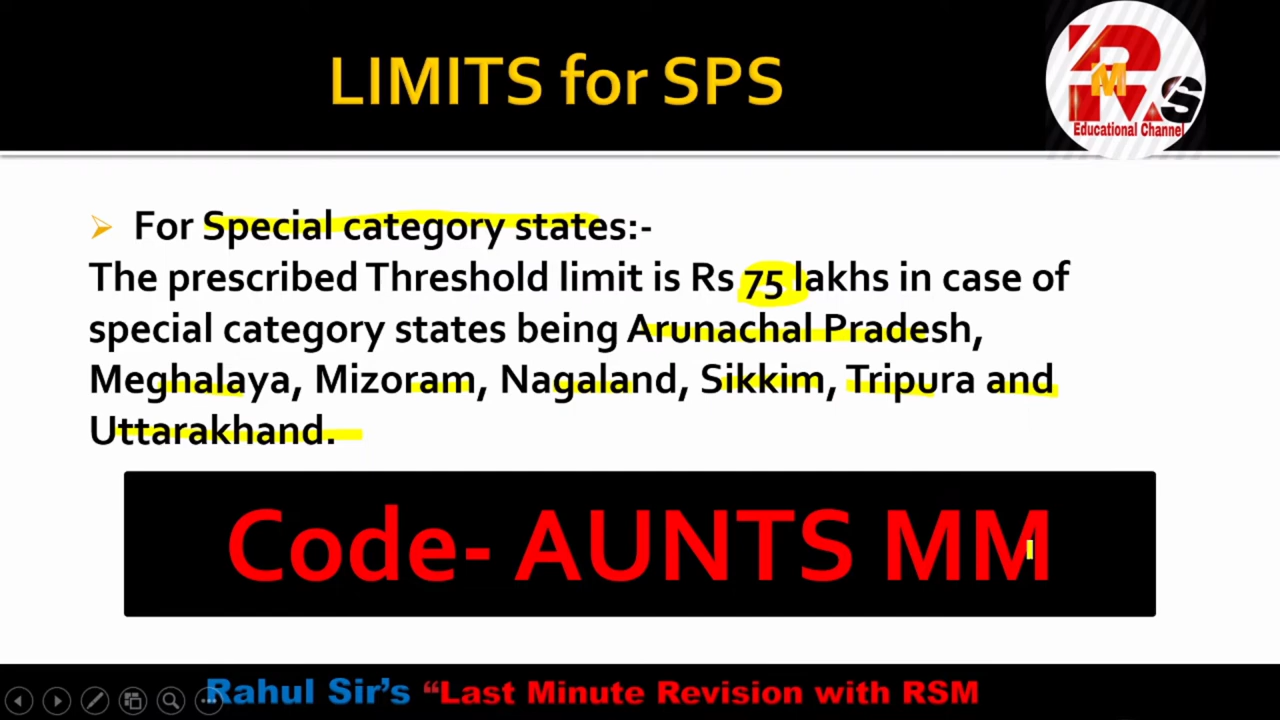 LIMITS for SPS
RMS
Educational Channel
For Special category states:-
The prescribed Threshold limit is Rs 75 lakhs in case of
special category states being Arunachal Pradesh,
Meghalaya, Mizoram, Nagaland, Sikkim, Tripura and
Uttarakhand.
Code- AUNTS MM
Rahul Sir's “Last Minute Revision with RSM